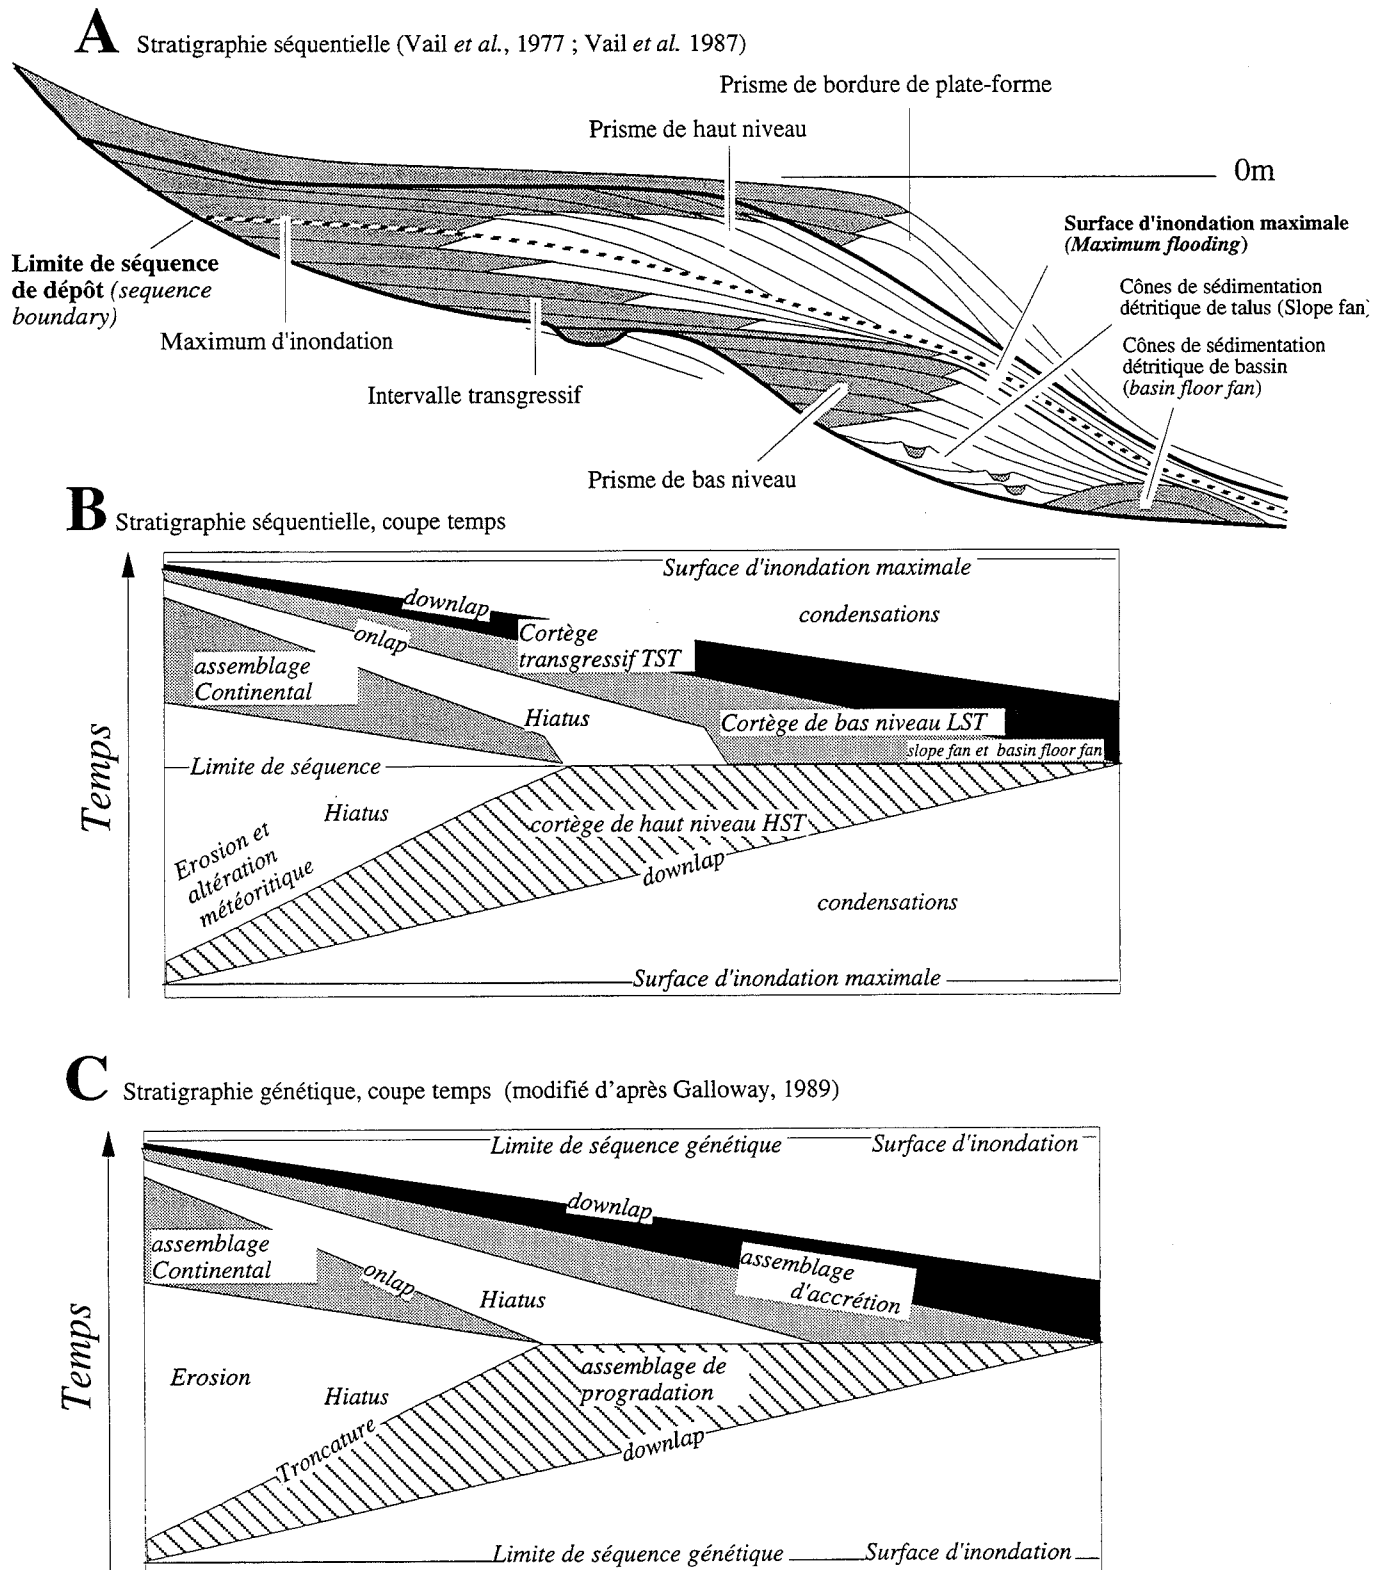 A Stratigraphie séquentielle (Vail et al., 1977 ; Vail et al. 1987)
Prisme de bordure de plate-forme
Prisme de haut niveau
0m
Surface d'inondation maximale
(Maximum flooding)
Limite de séquence
de dépôt (sequence
boundary)
Cônes de sédimentation
détritique de talus (Slope fan)
Maximum d'inondation
Cônes de sédimentation
détritique de bassin
(basin floor fan)
Intervalle transgressif
Prisme de bas niveau
B Stratigraphie séquentielle, coupe temps
Temps
Surface d'inondation maximale
downlap
condensations
onlap
Cortège
transgressif TST
assemblage
Continental
Hiatus
Cortège de bas niveau LST
slope fan et basin floor fan
Limite de séquence
Hiatus
cortège de haut niveau HST
Erosion et
altération
météoritique
downlap
condensations
Surface d'inondation maximale
C Stratigraphie génétique, coupe temps (modifié d'après Galloway, 1989)
Temps
Limite de séquence génétique
Surface d'inondation
downlap
assemblage
Continental
onlap
Hiatus
assemblage
d'accrétion
Erosion
Hiatus
assemblage de
progradation
Troncature
downlap
Limite de séquence génétique
Surface d'inondation